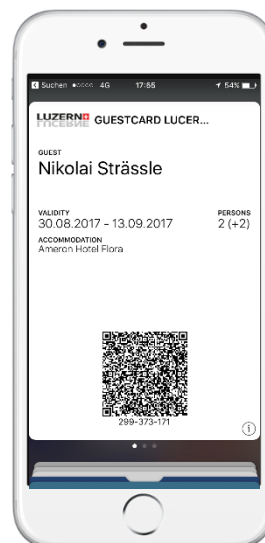 Suchen 4G 17:55 54%
LUZERN GUESTCARD LUCER...
LUCERNE
GUEST
Nikolai Strässle
VALIDITY PERSONS
30.08.2017 - 13.09.2017 2 (+2)
ACCOMMODATION
Ameron Hotel Flora
299-373-171